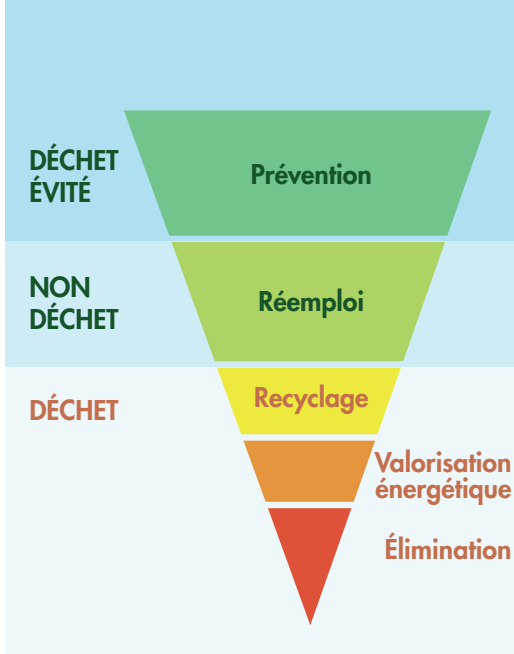 DÉCHET
ÉVITÉ
Prévention
NON
DÉCHET
Réemploi
DÉCHET
Recyclage
Valorisation
énergétique
Élimination